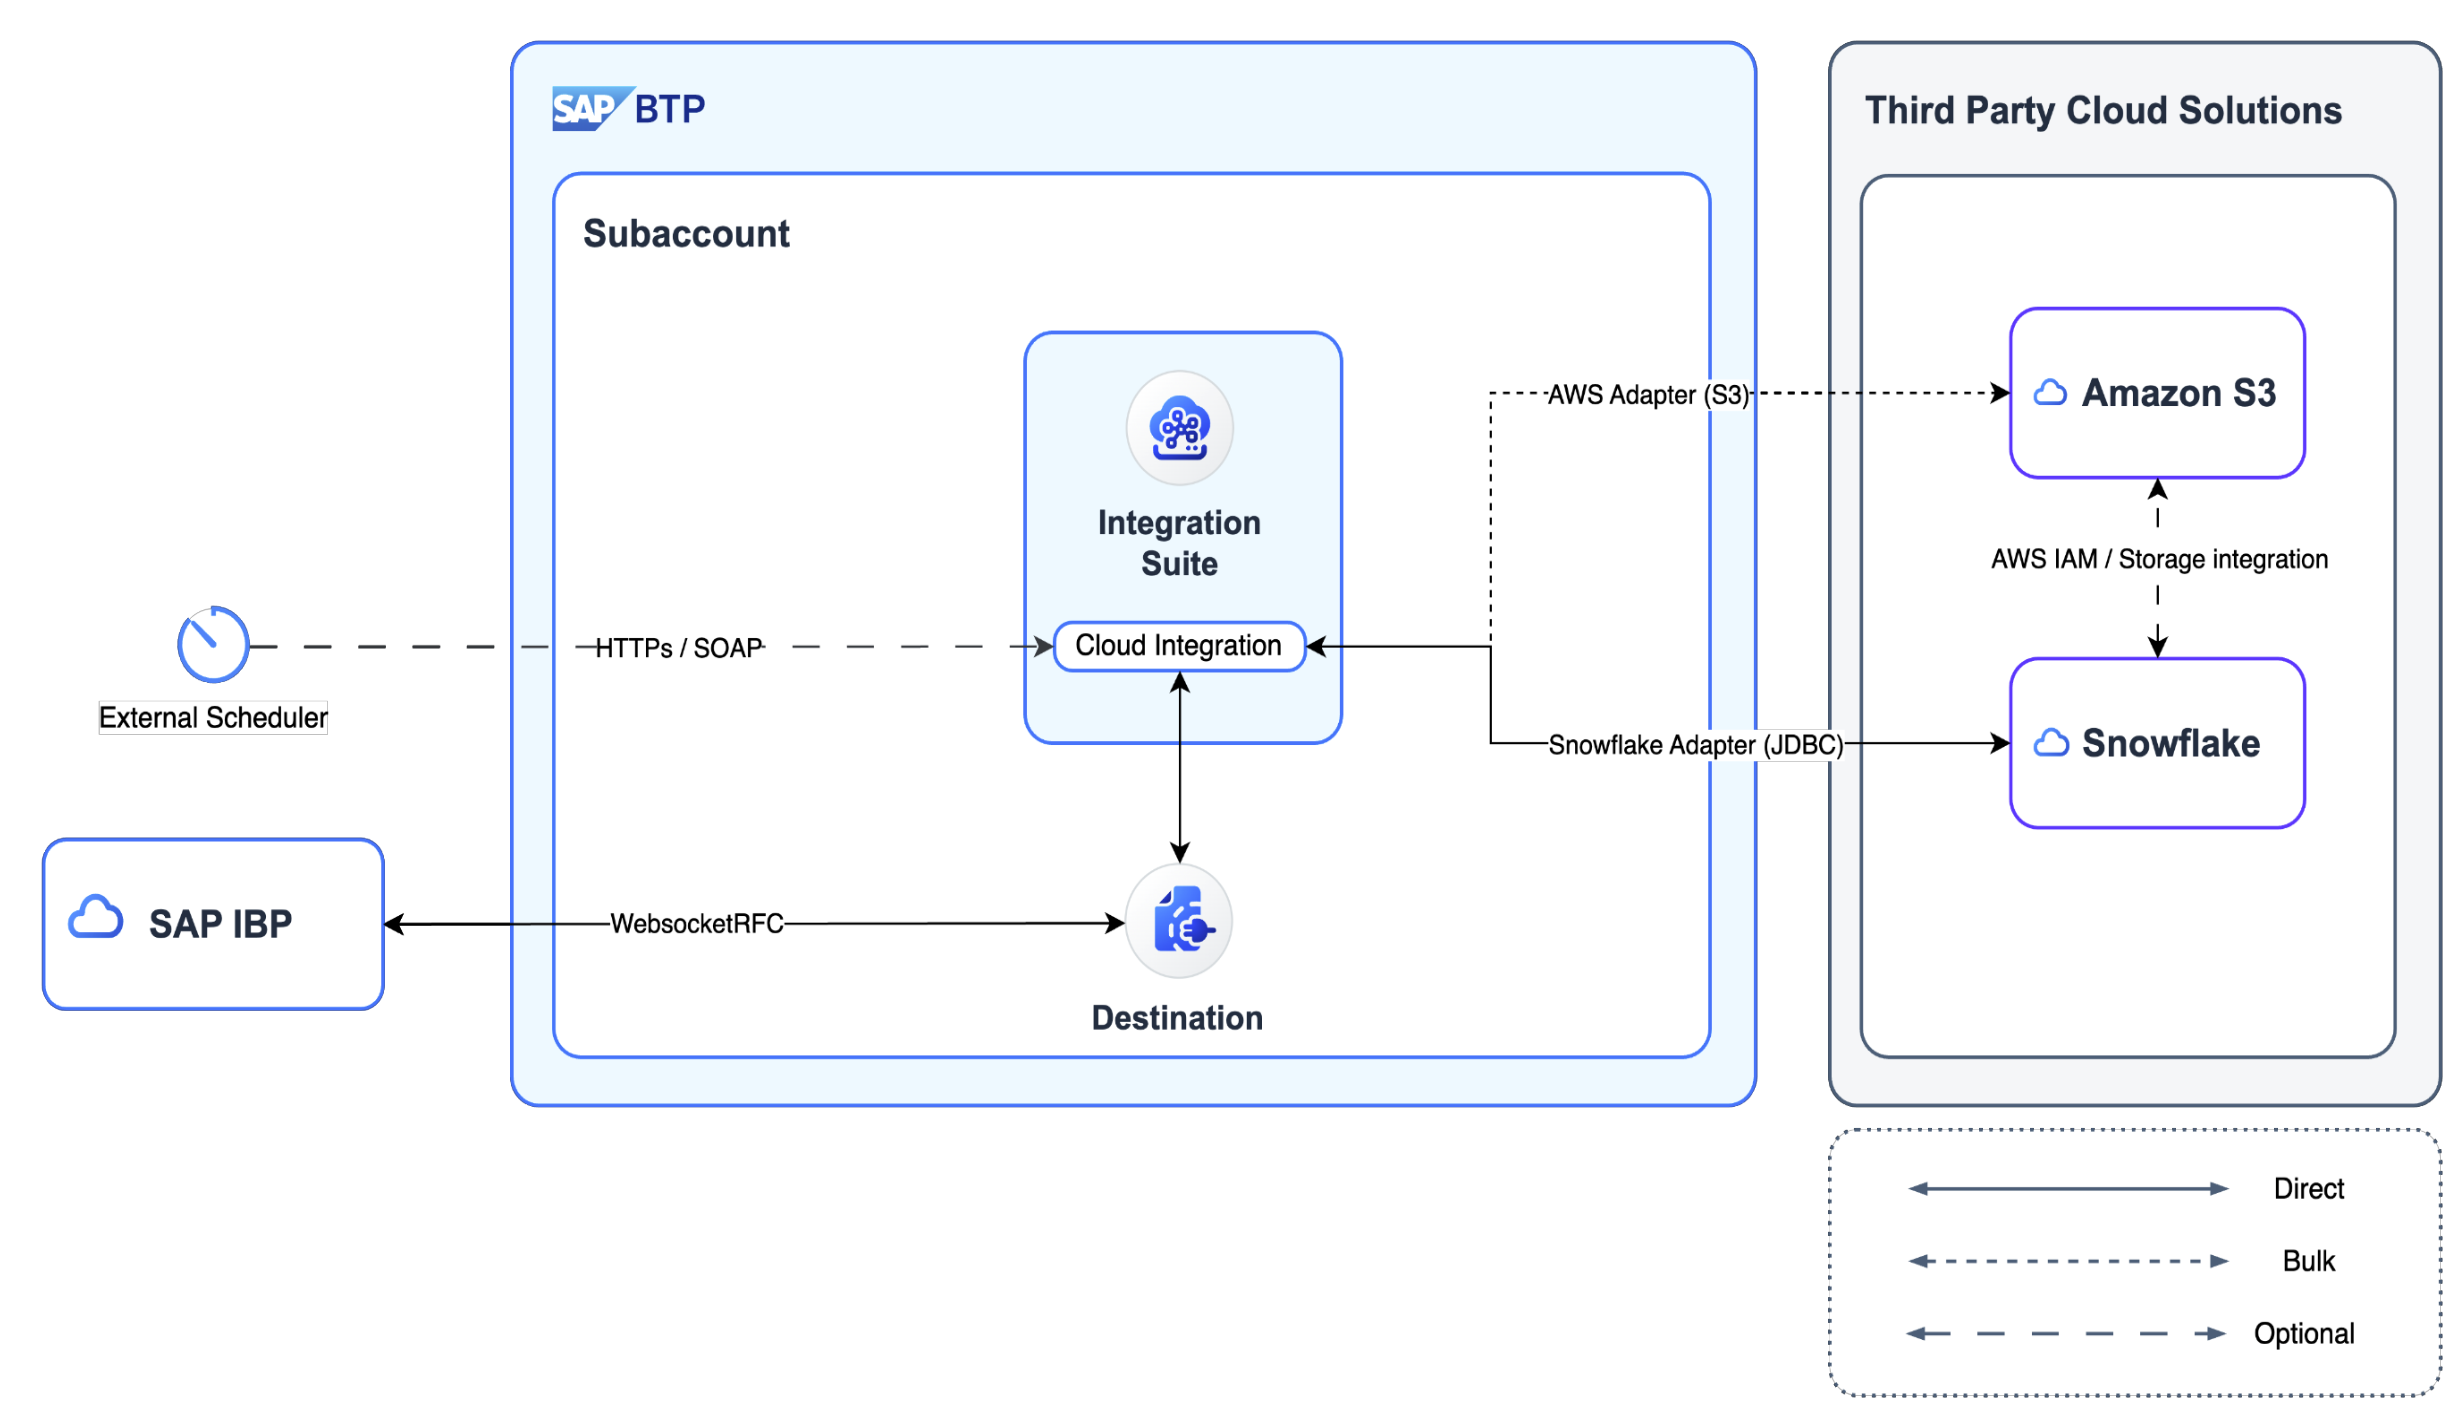 SAP BTP
Third Party Cloud Solutions
Subaccount
AWS Adapter (S3)
Amazon S3
Integration
Suite
AWS IAM / Storage integration
HTTPs / SOAP
Cloud Integration
External Scheduler
Snowflake Adapter (JDBC)
Snowflake
SAP IBP
WebsocketRFC
Destination
Direct
Bulk
Optional